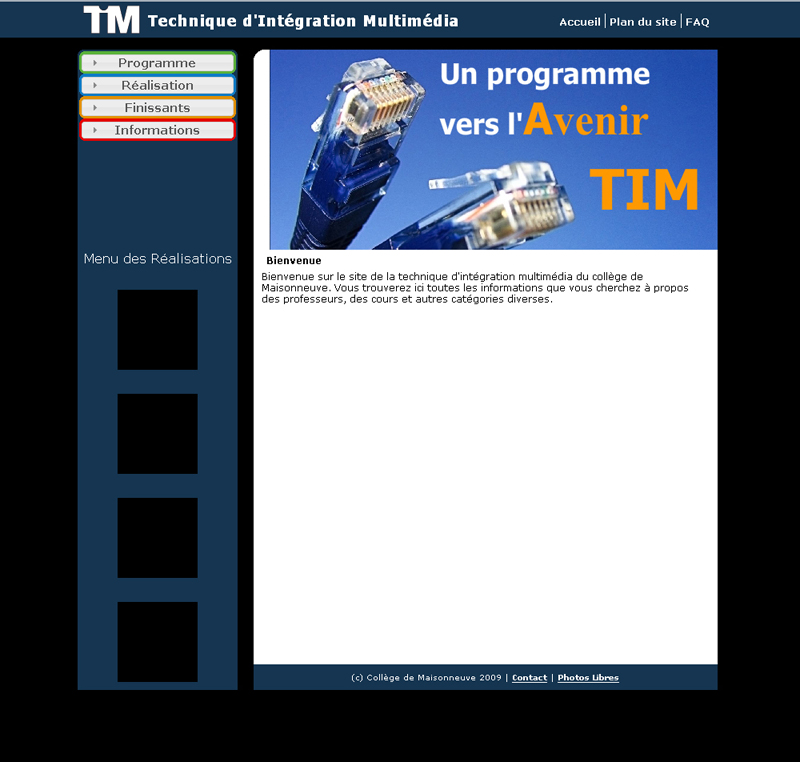 TiM Technique d'Intégration Multimédia
Accueil | Plan du site | FAQ
Programme
Réalisation
Finissants
Informations
Menu des Réalisations
Un programme
vers l'Avenir
TIM
Bienvenue
Bienvenue sur le site de la technique d'intégration multimédia du collège de
Maisonneuve. Vous trouverez ici toutes les informations que vous cherchez à propos
des professeurs, des cours et autres catégories diverses.
(c) Collège de Maisonneuve 2009 | Contact | Photos Libres